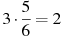 3 · 5/6 = 2